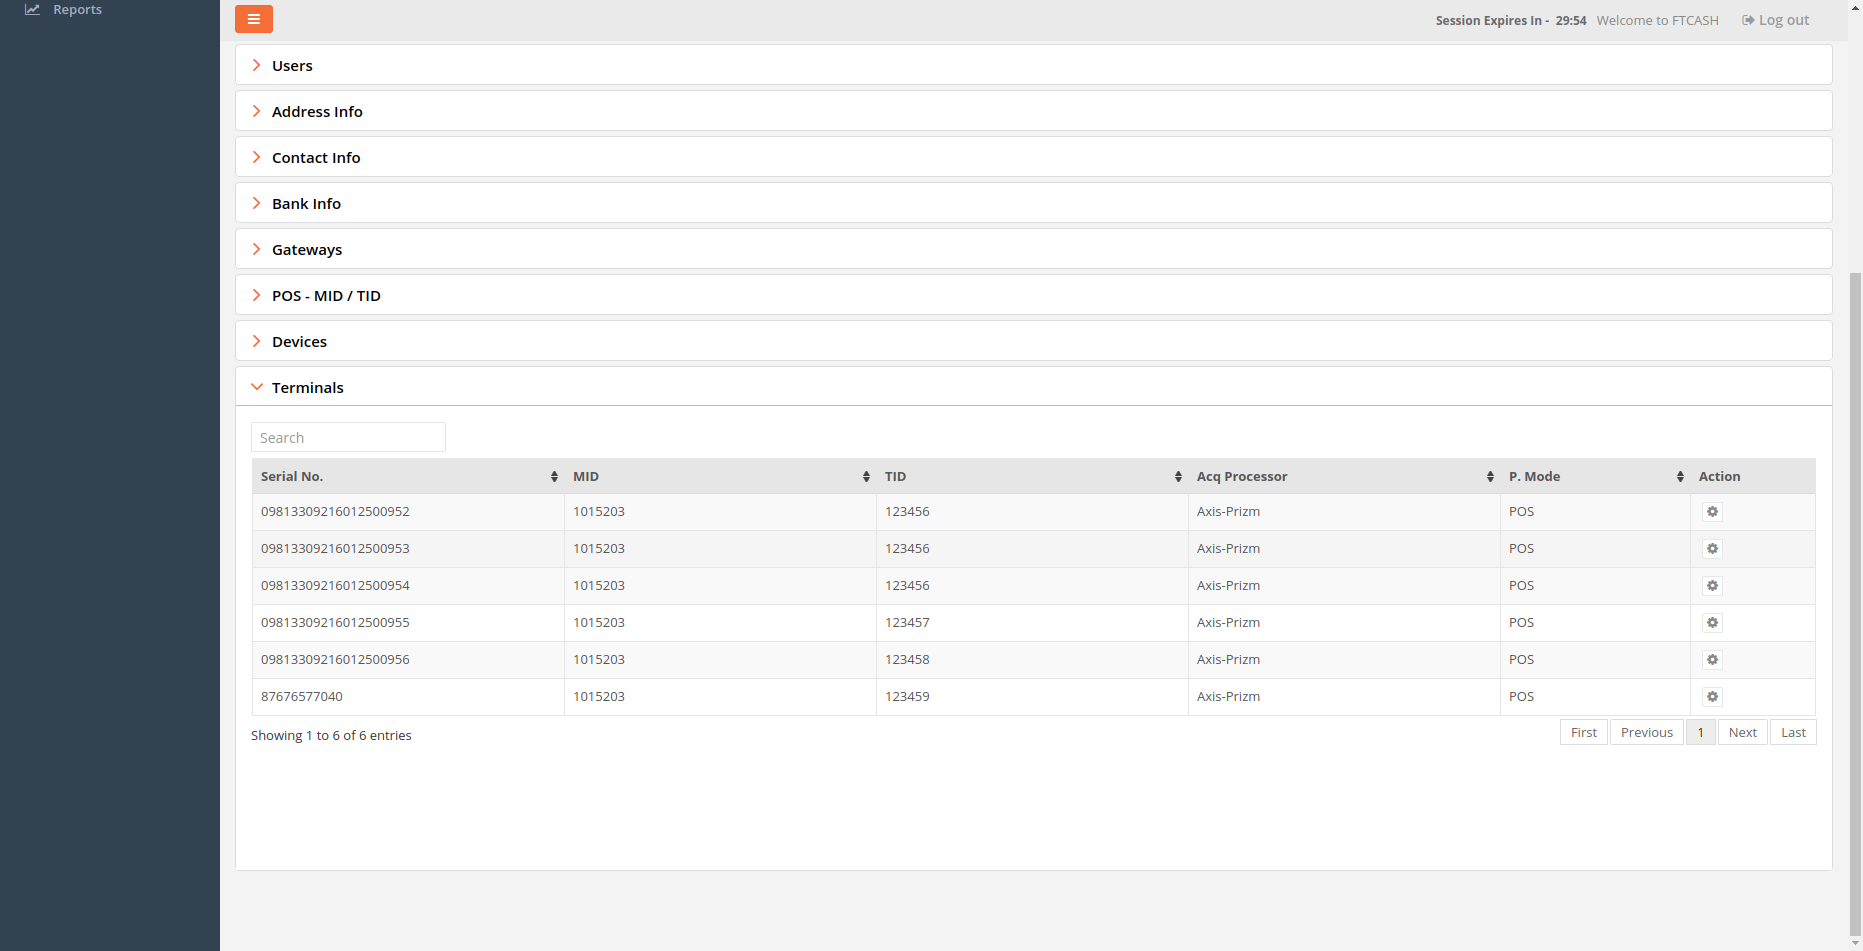 Reports
Session Expires In - 29:54 Welcome to FTCASH Log out
Users
Address Info
Contact Info
Bank Info
Gateways
POS - MID / TID
Devices
Terminals
Search
Serial No. MID TID Acq Processor P. Mode Action
09813309216012500952 1015203 123456 Axis-Prizm POS
09813309216012500953 1015203 123456 Axis-Prizm POS
09813309216012500954 1015203 123456 Axis-Prizm POS
09813309216012500955 1015203 123457 Axis-Prizm POS
09813309216012500956 1015203 123458 Axis-Prizm POS
87676577040 1015203 123459 Axis-Prizm POS
Showing 1 to 6 of 6 entries First Previous 1 Next Last